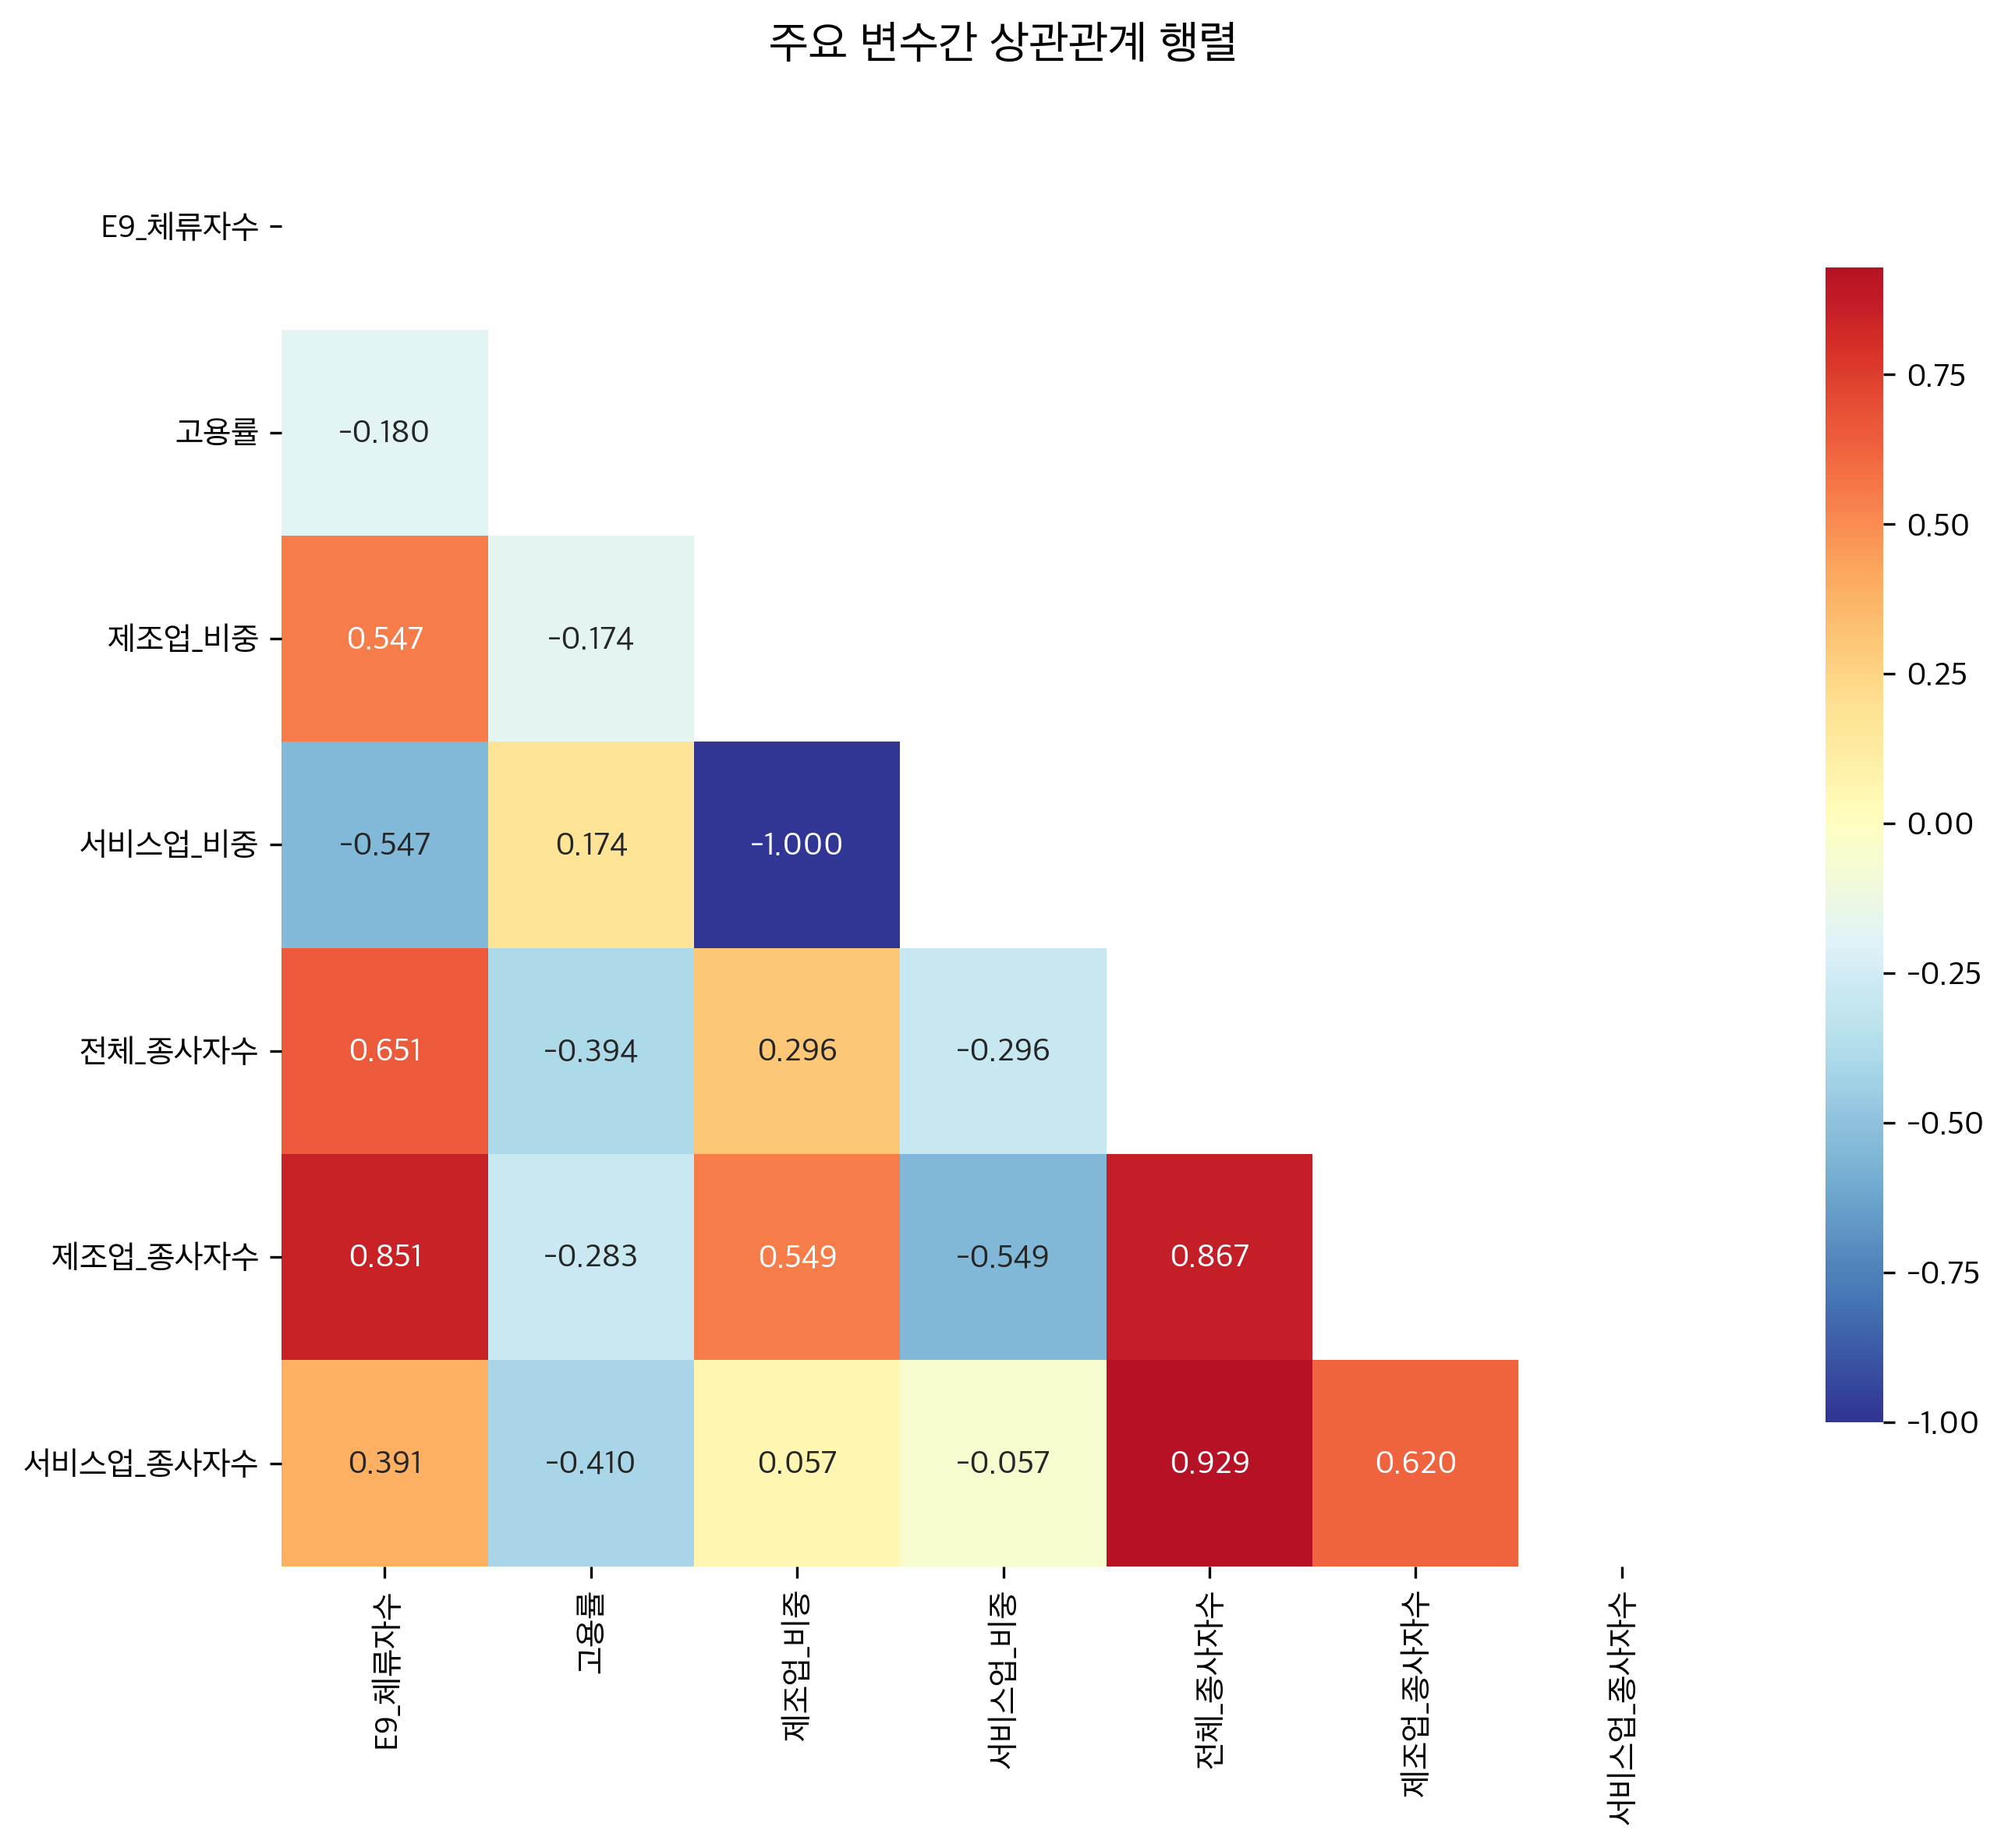 주요 변수간 상관관계 행렬
E9_체류자수
고용률 -0.180
제조업_비중 0.547 -0.174
서비스업_비중 -0.547 0.174 -1.000
전체_종사자수 0.651 -0.394 0.296 -0.296
제조업_종사자수 0.851 -0.283 0.549 -0.549 0.867
서비스업_종사자수 0.391 -0.410 0.057 -0.057 0.929 0.620
E9_체류자수 고용률 제조업_비중 서비스업_비중 전체_종사자수 제조업_종사자수 서비스업_종사자수
0.75
0.50
0.25
0.00
-0.25
-0.50
-0.75
-1.00